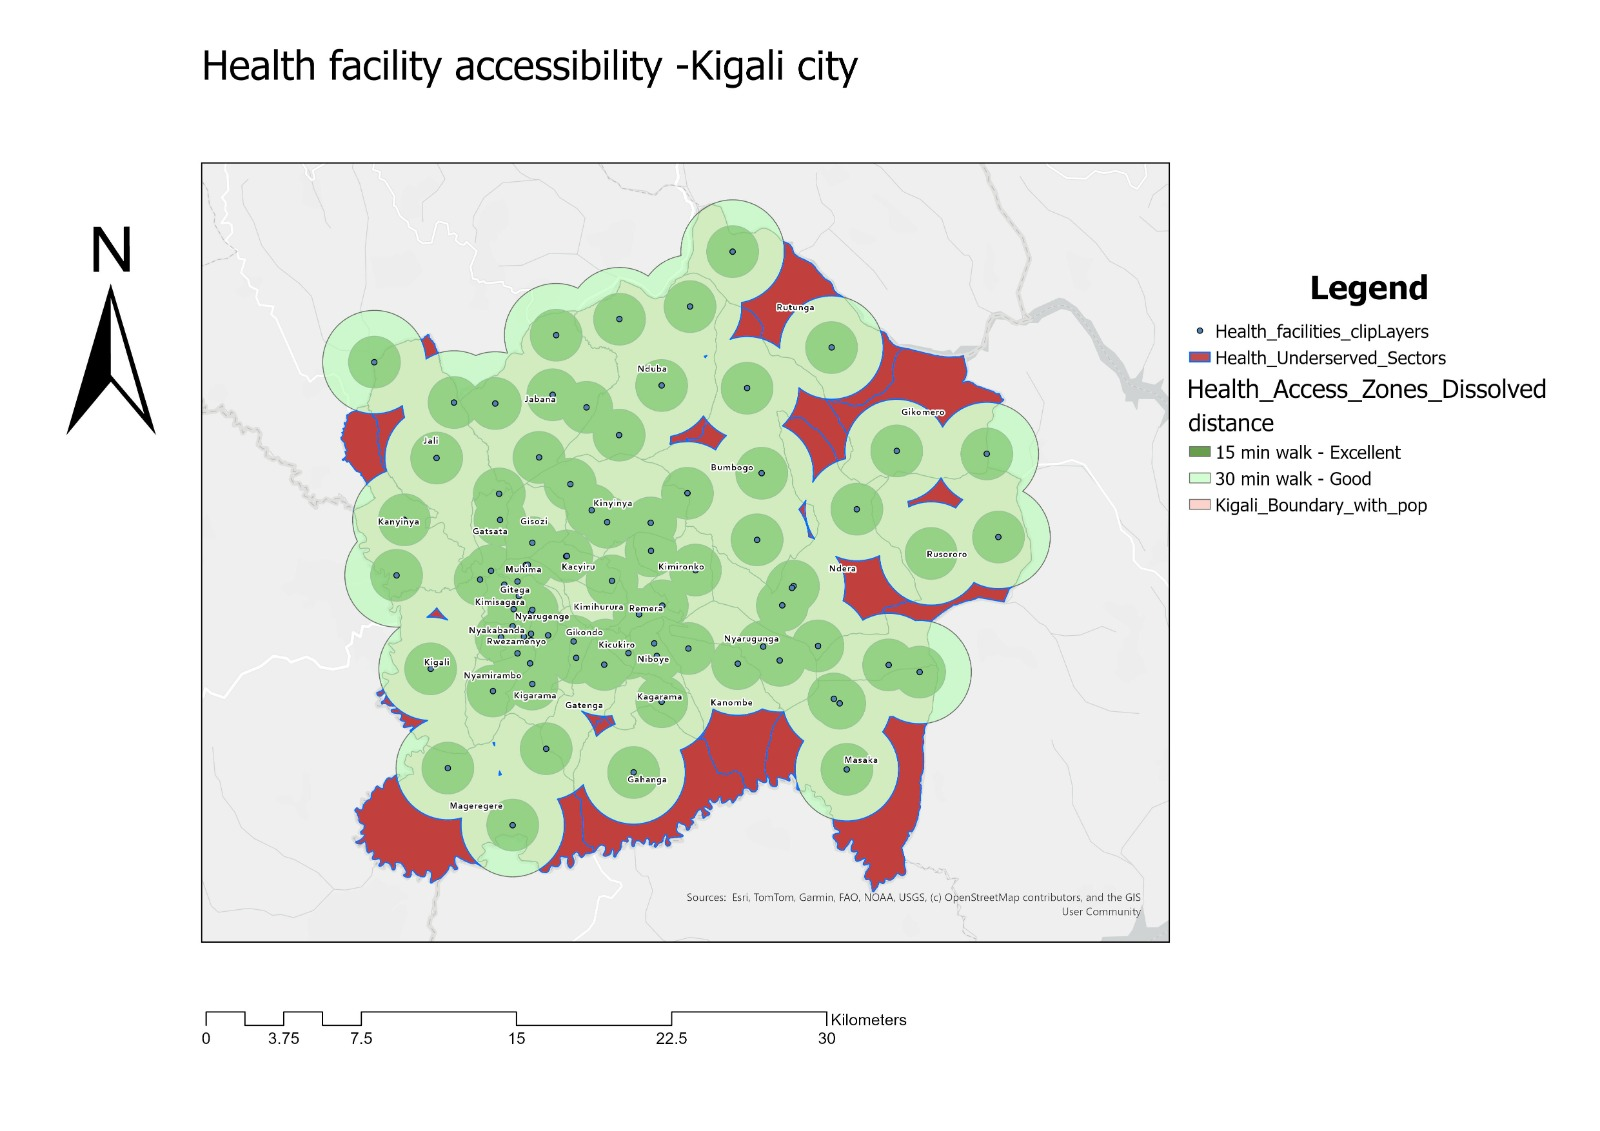 Health facility accessibility -Kigali city
N
Rutunga
Nduba
Jabana
Gikomero
Jali
Bumbogo
Kinyinya
Kanyinya
Gisozi
Gatsata
Rusororo
Muhima
Kacyiru
Kimironko
Ndera
Gitega
Kimisagara
Kimihurura
Remera
Nyarugenge
Nyakabanda
Gikondo
Rwezamenyo
Nyarugunga
Kicukiro
Niboye
Kigali
Nyamirambo
Kigarama
Kagarama
Gatenga
Kanombe
Masaka
Gahanga
Mageregere
Sources: Esri, TomTom, Garmin, FAO, NOAA, USGS, (c) OpenStreetMap contributors, and the GIS
User Community
Legend
Health_facilities_clipLayers
Health_Underserved_Sectors
Health_Access_Zones_Dissolved
distance
15 min walk - Excellent
30 min walk - Good
Kigali_Boundary_with_pop
Kilometers
0 3.75 7.5 15 22.5 30